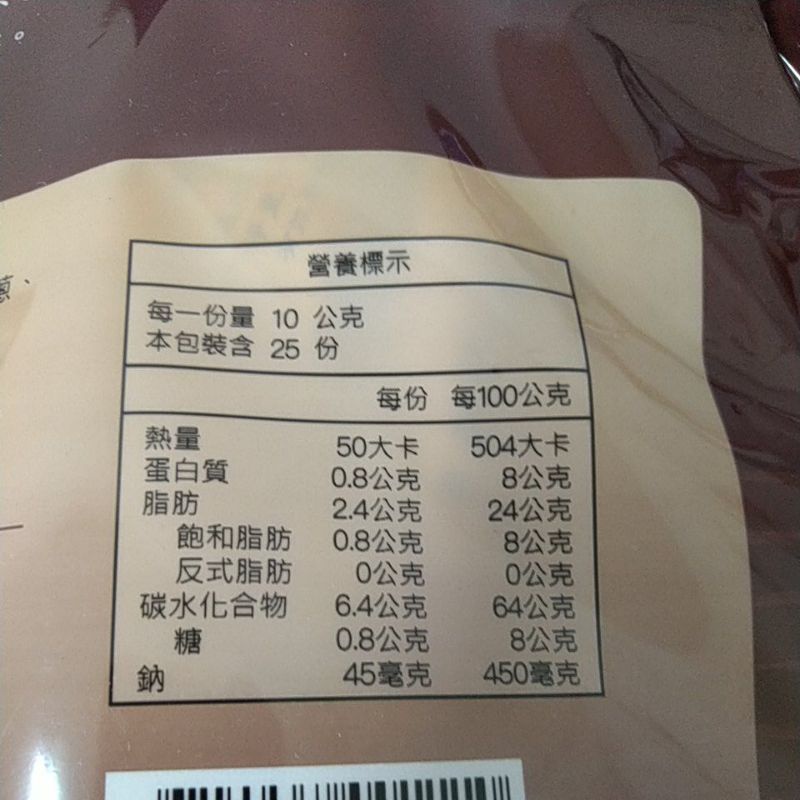 蔥、
營養標示
每一份量 10 公克
本包裝含 25 份
每份 每100公克
熱量 50大卡 504大卡
蛋白質 0.8公克 8公克
脂肪 2.4公克 24公克
飽和脂肪 0.8公克 8公克
反式脂肪 0公克 0公克
碳水化合物 6.4公克 64公克
糖 0.8公克 8公克
鈉 45毫克 450毫克